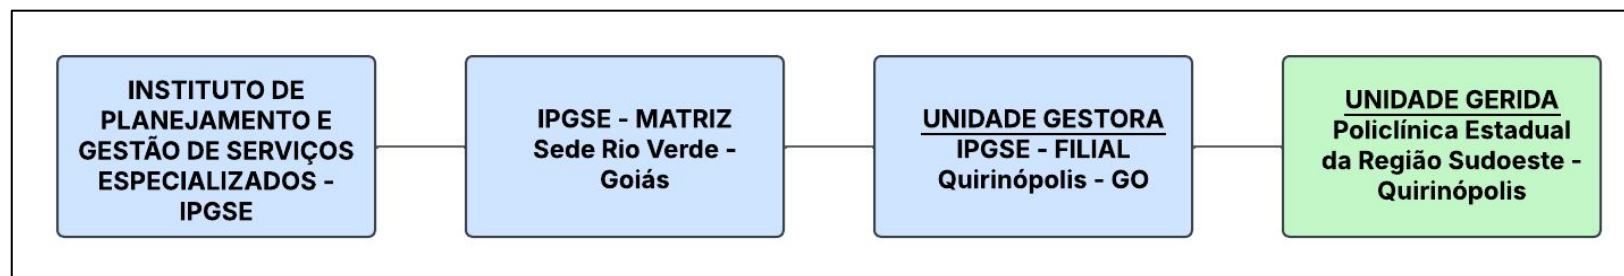 INSTITUTO DE
PLANEJAMENTO E
GESTÃO DE SERVIÇOS
ESPECIALIZADOS -
IPGSE
IPGSE - MATRIZ
Sede Rio Verde -
Goiás
UNIDADE GESTORA
IPGSE - FILIAL
Quirinópolis - GO
UNIDADE GERIDA
Policlínica Estadual
da Região Sudoeste -
Quirinópolis